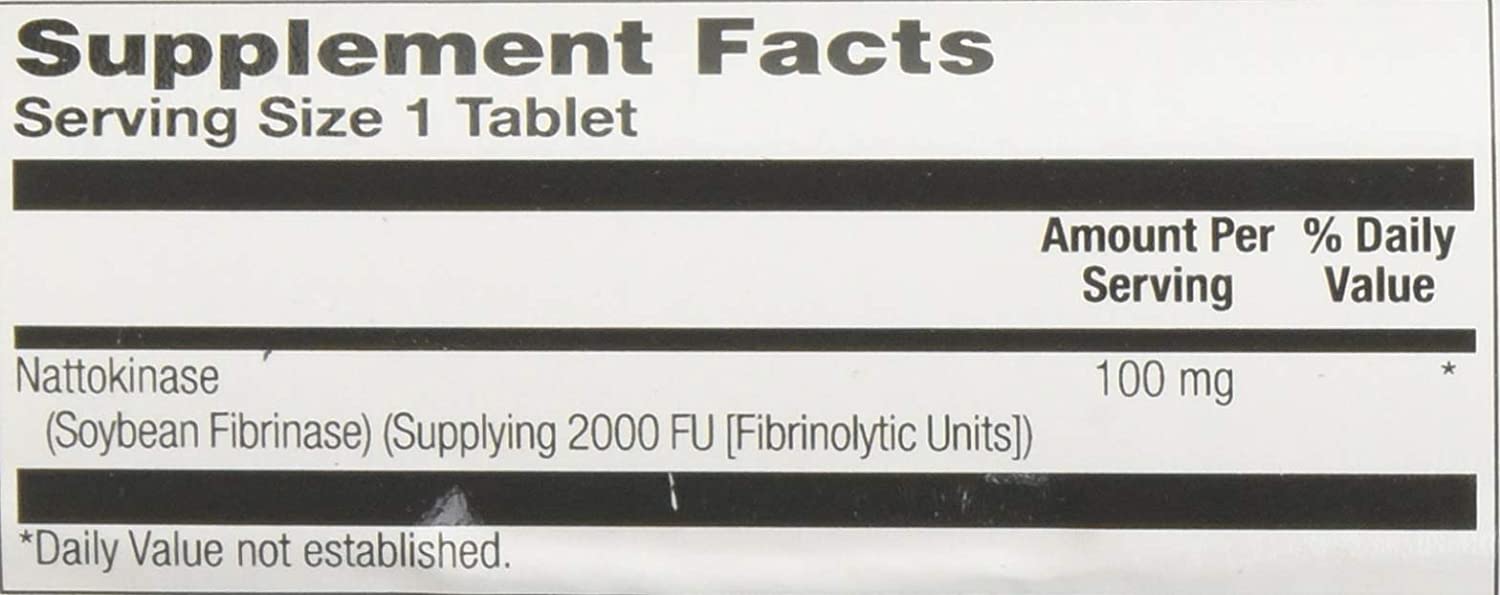 Supplement Facts
Serving Size 1 Tablet
Amount Per % Daily
Serving Value
Nattokinase 100 mg *
(Soybean Fibrinase) (Supplying 2000 FU [Fibrinolytic Units])
*Daily Value not established.